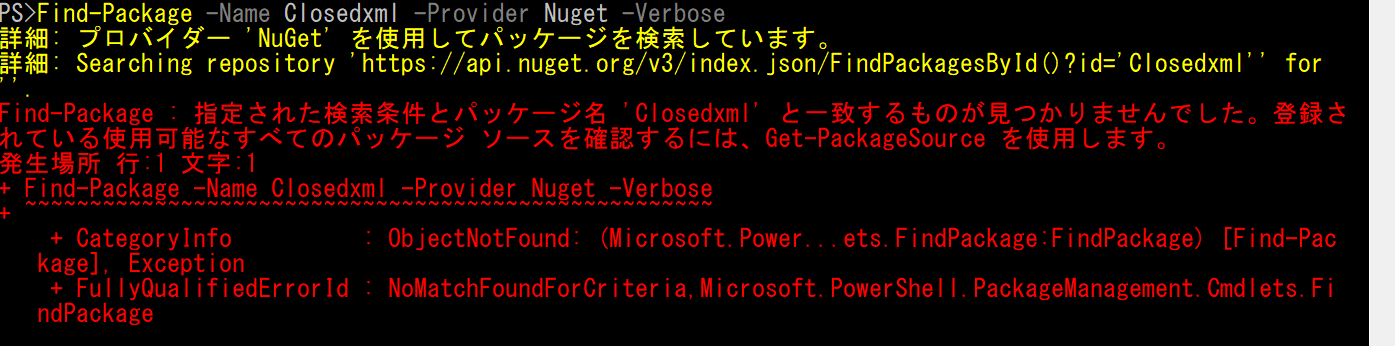 PS>Find-Package -Name Closedxml -Provider Nuget -Verbose
詳細: プロバイダー 'NuGet' を使用してパッケージを検索しています。
詳細: Searching repository 'https://api.nuget.org/v3/index.json/FindPackagesById()?id='Closedxml'' for
''.
Find-Package : 指定された検索条件とパッケージ名 'Closedxml' と一致するものが見つかりませんでした。登録さ
れている使用可能なすべてのパッケージ ソースを確認するには、Get-PackageSource を使用します。
発生場所 行:1 文字:1
+ Find-Package -Name Closedxml -Provider Nuget -Verbose
+ ~~~~~~~~~~~~~~~~~~~~~~~~~~~~~~~~~~~~~~~~~~~~~~~~~~~~~
    + CategoryInfo          : ObjectNotFound: (Microsoft.Power...ets.FindPackage:FindPackage) [Find-Pac
   kage], Exception
    + FullyQualifiedErrorId : NoMatchFoundForCriteria,Microsoft.PowerShell.PackageManagement.Cmdlets.Fi
   ndPackage